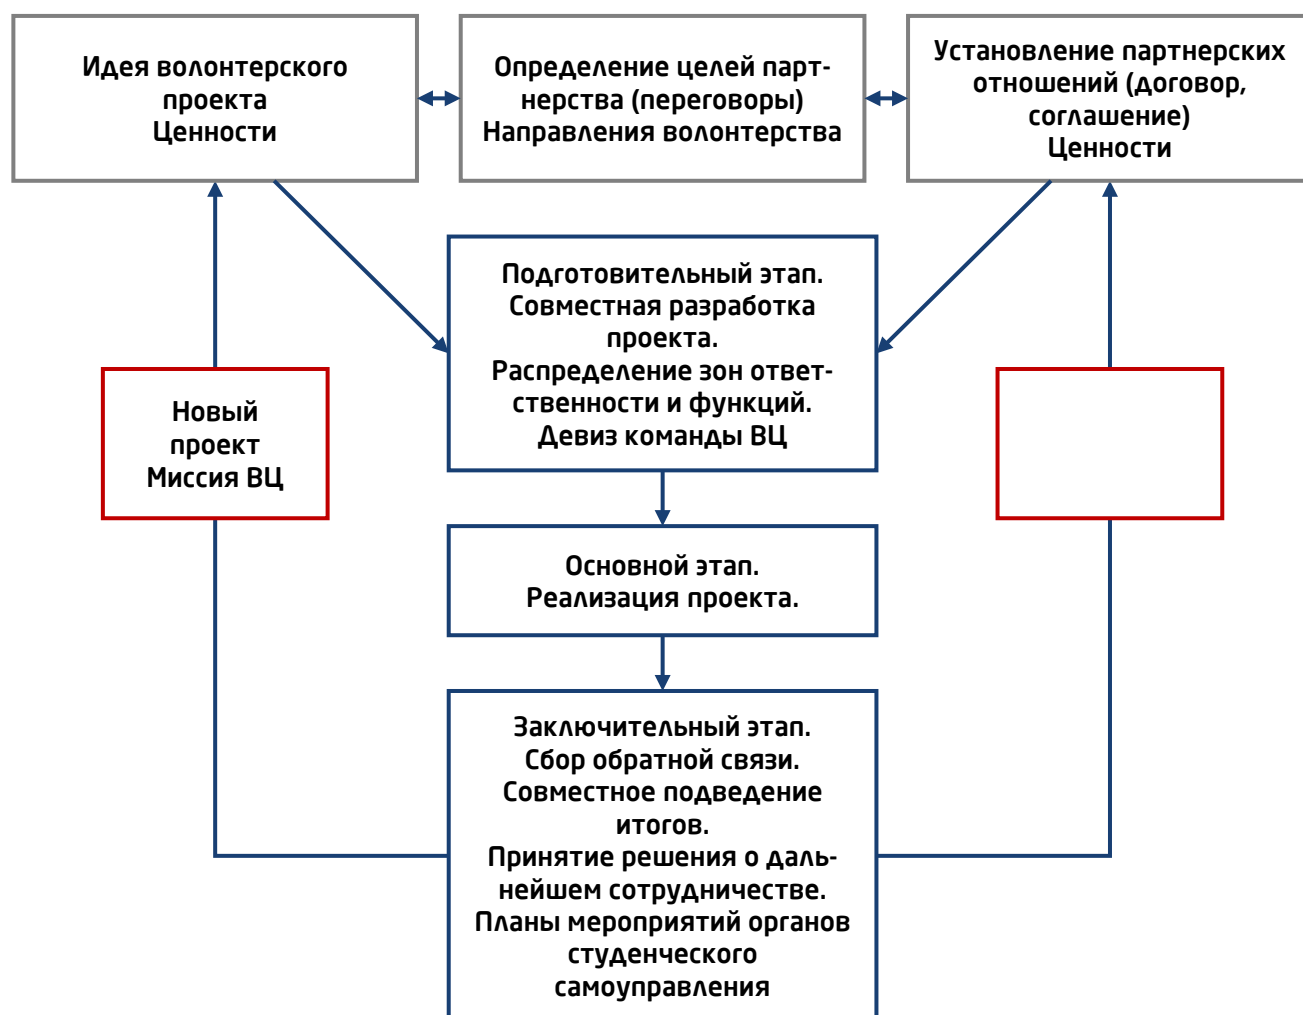 Идея волонтерского
проекта
Ценности
Определение целей парт-
нерства (переговоры)
Направления волонтерства
Установление партнерских
отношений (договор,
соглашение)
Ценности
Подготовительный этап.
Совместная разработка
проекта.
Распределение зон ответ-
ственности и функций.
Девиз команды ВЦ
Новый
проект
Миссия ВЦ
Основной этап.
Реализация проекта.
Заключительный этап.
Сбор обратной связи.
Совместное подведение
итогов.
Принятие решения о даль-
нейшем сотрудничестве.
Планы мероприятий органов
студенческого
самоуправления